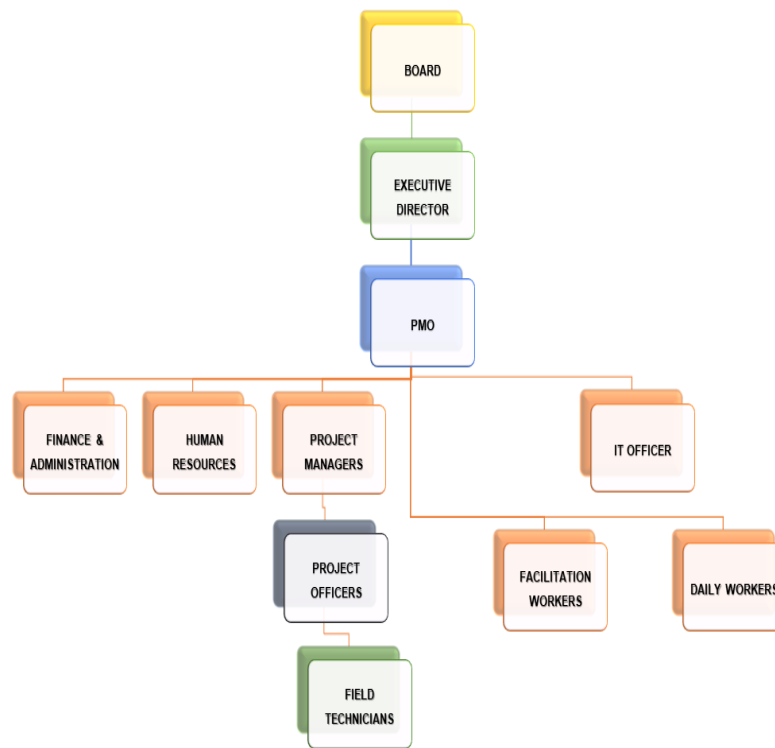 BOARD
EXECUTIVE
DIRECTOR
PMO
FINANCE &
ADMINISTRATION
HUMAN
RESOURCES
PROJECT
MANAGERS
IT OFFICER
PROJECT
OFFICERS
FACILITATION
WORKERS
DAILY WORKERS
FIELD
TECHNICIANS